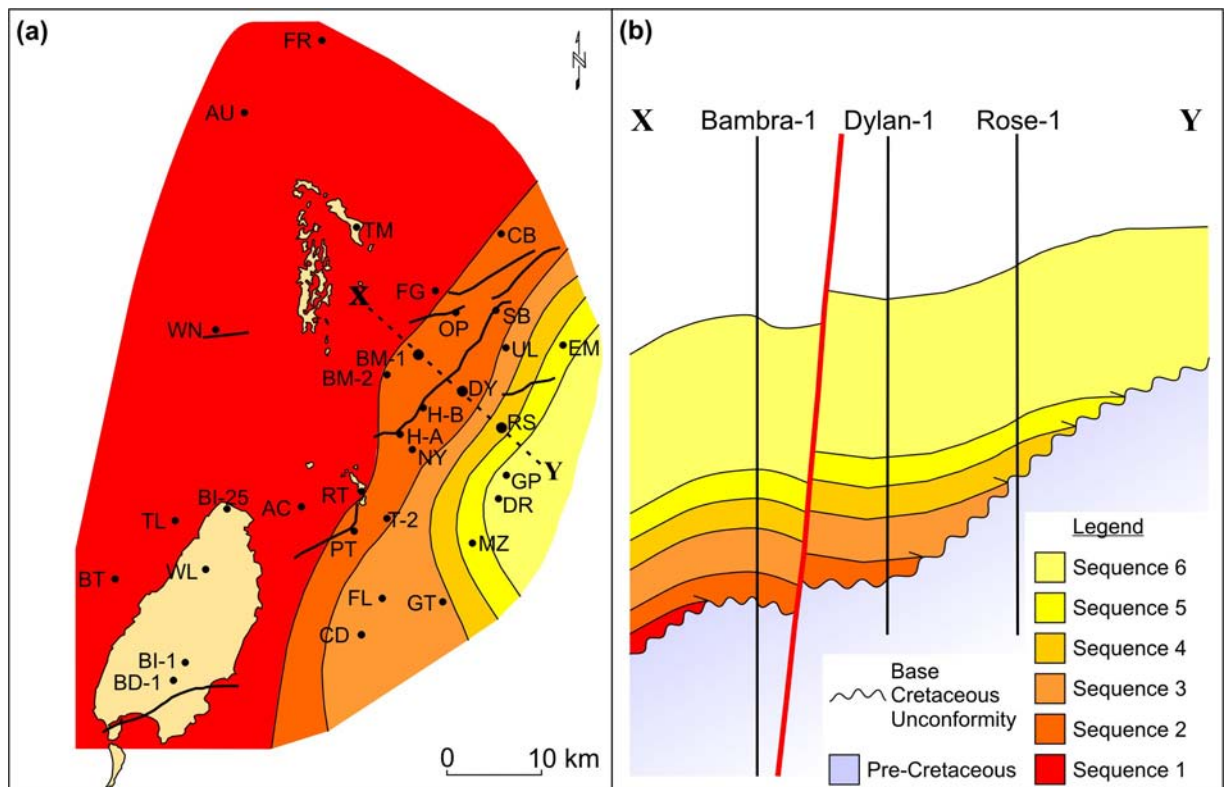 (a)
FR
N
AU
TM
CB
X
FG
OP
SB
WN
BM-1
UL
EM
BM-2
DY
H-B
RS
H-A
NY
Y
RT
GP
BI-25
AC
DR
TL
T-2
PT
MZ
BT
WL
FL
GT
CD
BI-1
BD-1
0 10 km
(b)
X Bambra-1 Dylan-1 Rose-1 Y
Legend
Sequence 6
Sequence 5
Sequence 4
Sequence 3
Sequence 2
Sequence 1
Base
Cretaceous
Unconformity
Pre-Cretaceous